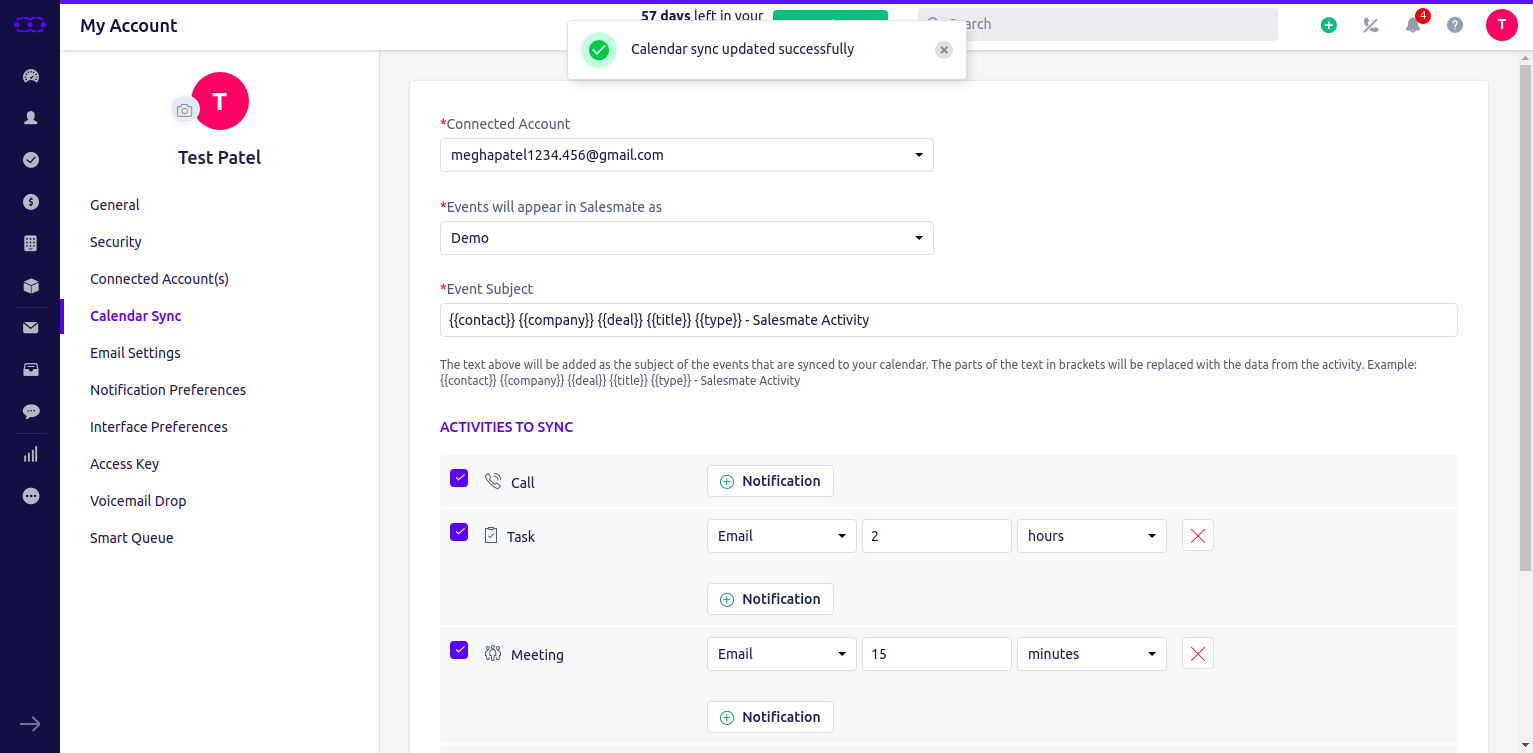 My Account
57 days left in your
Calendar sync updated successfully
4
T
T
Test Patel
General
Security
Connected Account(s)
Calendar Sync
Email Settings
Notification Preferences
Interface Preferences
Access Key
Voicemail Drop
Smart Queue
*Connected Account
meghapatel1234.456@gmail.com
*Events will appear in Salesmate as
Demo
*Event Subject
{{contact}} {{company}} {{deal}} {{title}} {{type}} - Salesmate Activity
The text above will be added as the subject of the events that are synced to your calendar. The parts of the text in brackets will be replaced with the data from the activity. Example:
{{contact}} {{company}} {{deal}} {{title}} {{type}} - Salesmate Activity
ACTIVITIES TO SYNC
Call
Notification
Task
Email
2
hours
Notification
Meeting
Email
15
minutes
Notification